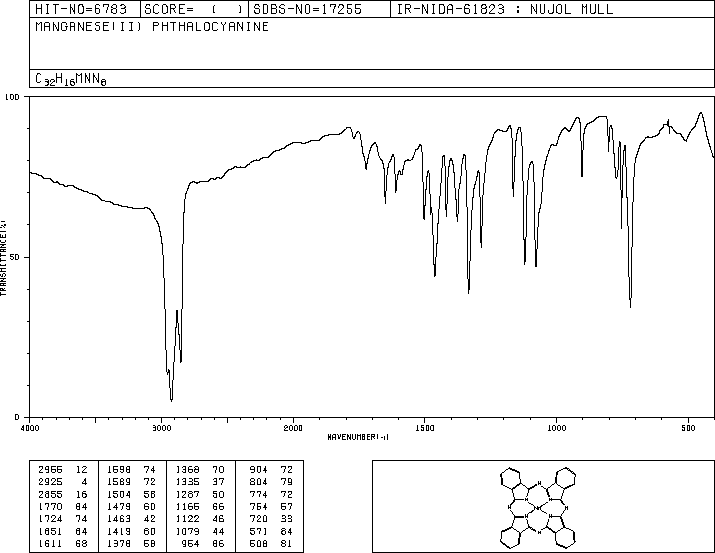 HIT-NO=6783 SCORE= ( ) SDBS-NO=17255 IR-NIDA-61823 : NUJOL MULL
MANGANESE(II) PHTHALOCYANINE
C32H16MNN8
100
50
0
TRANSMITTANCE(%)
4000 3000 2000 1500 1000 500
WAVENUMBER(-1)
2955 12 1598 74 1368 70 904 72
2925 4 1589 72 1335 37 804 79
2855 16 1504 58 1287 50 774 72
1770 84 1479 60 1166 66 754 57
1724 74 1463 42 1122 46 720 33
1651 64 1419 60 1079 44 571 84
1611 68 1378 58 954 86 508 81